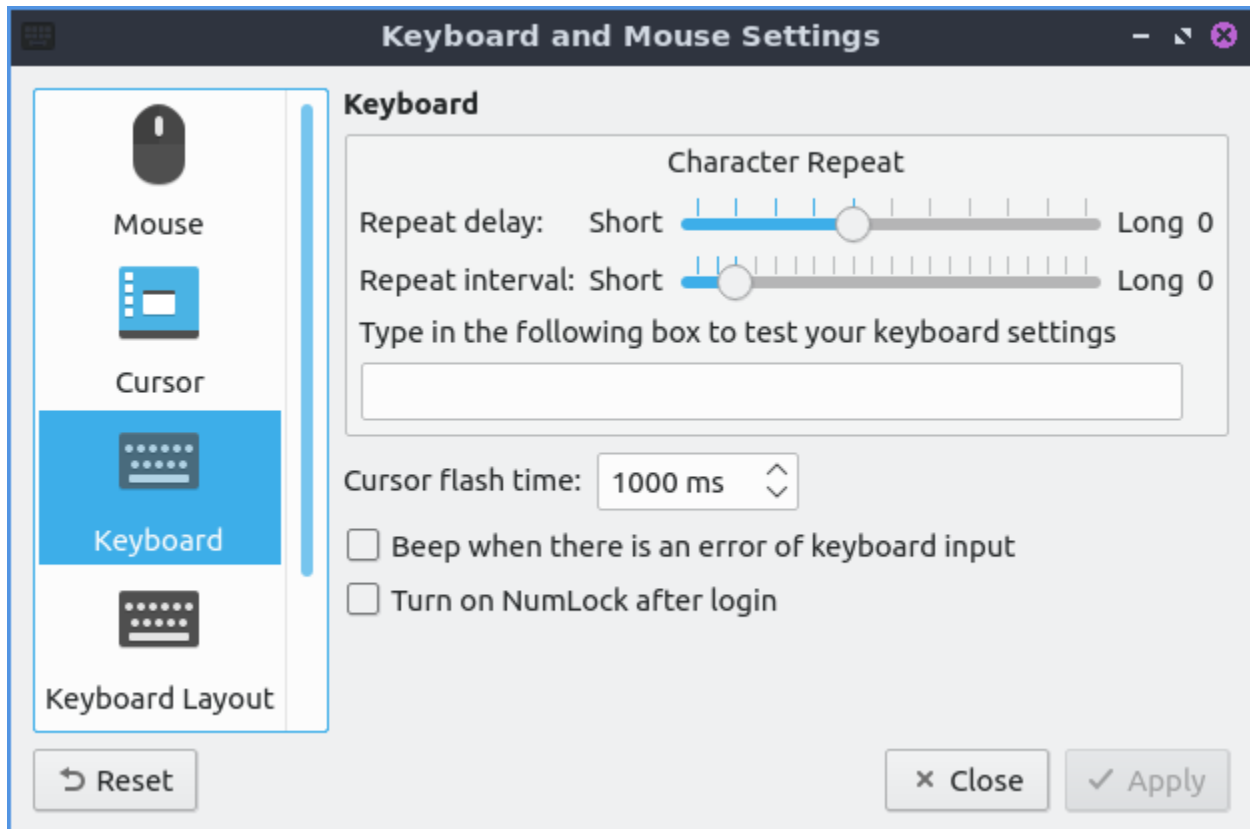 Keyboard and Mouse Settings
Mouse
Cursor
Keyboard
Keyboard Layout
Keyboard
Character Repeat
Repeat delay: Short Long 0
Repeat interval: Short Long 0
Type in the following box to test your keyboard settings
Cursor flash time: 1000 ms
Beep when there is an error of keyboard input
Turn on NumLock after login
Reset Close Apply